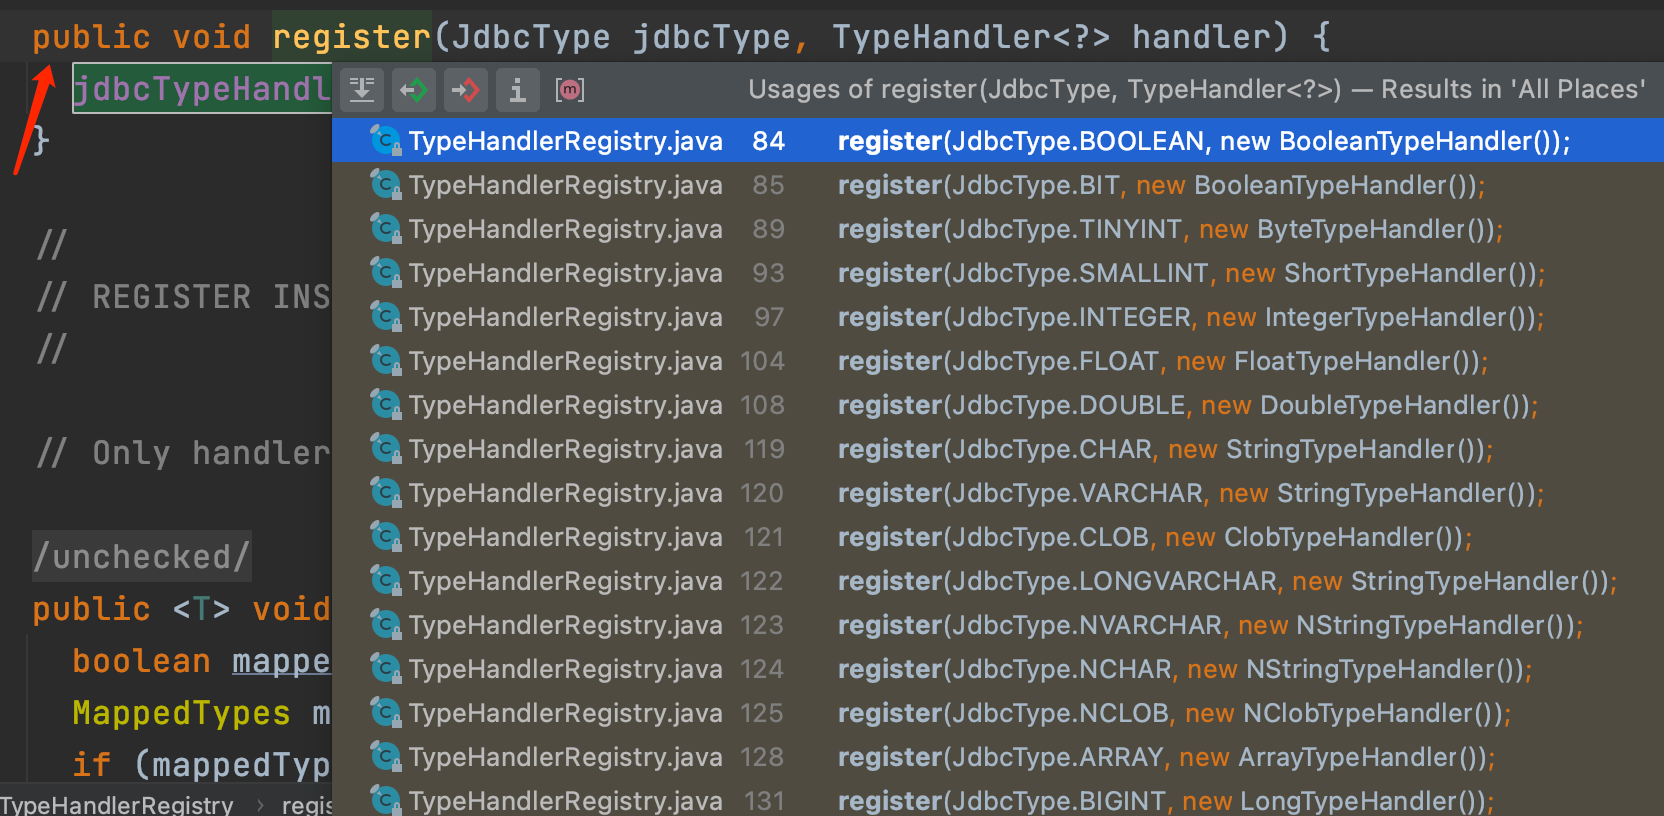 public void register(JdbcType jdbcType, TypeHandler<?> handler) {
jdbcTypeHandl
Usages of register(JdbcType, TypeHandler<?>) — Results in 'All Places'
}
TypeHandlerRegistry.java 84 register(JdbcType.BOOLEAN, new BooleanTypeHandler());
TypeHandlerRegistry.java 85 register(JdbcType.BIT, new BooleanTypeHandler());
TypeHandlerRegistry.java 89 register(JdbcType.TINYINT, new ByteTypeHandler());
TypeHandlerRegistry.java 93 register(JdbcType.SMALLINT, new ShortTypeHandler());
TypeHandlerRegistry.java 97 register(JdbcType.INTEGER, new IntegerTypeHandler());
TypeHandlerRegistry.java 104 register(JdbcType.FLOAT, new FloatTypeHandler());
TypeHandlerRegistry.java 108 register(JdbcType.DOUBLE, new DoubleTypeHandler());
TypeHandlerRegistry.java 119 register(JdbcType.CHAR, new StringTypeHandler());
TypeHandlerRegistry.java 120 register(JdbcType.VARCHAR, new StringTypeHandler());
TypeHandlerRegistry.java 121 register(JdbcType.CLOB, new ClobTypeHandler());
TypeHandlerRegistry.java 122 register(JdbcType.LONGVARCHAR, new StringTypeHandler());
TypeHandlerRegistry.java 123 register(JdbcType.NVARCHAR, new NStringTypeHandler());
TypeHandlerRegistry.java 124 register(JdbcType.NCHAR, new NStringTypeHandler());
TypeHandlerRegistry.java 125 register(JdbcType.NCLOB, new NClobTypeHandler());
TypeHandlerRegistry.java 128 register(JdbcType.ARRAY, new ArrayTypeHandler());
TypeHandlerRegistry.java 131 register(JdbcType.BIGINT, new LongTypeHandler());
//
// REGISTER INS
//
// Only handler
/unchecked/
public <T> void
boolean mappe
MappedTypes m
if (mappedTyp
TypeHandlerRegistry › regis